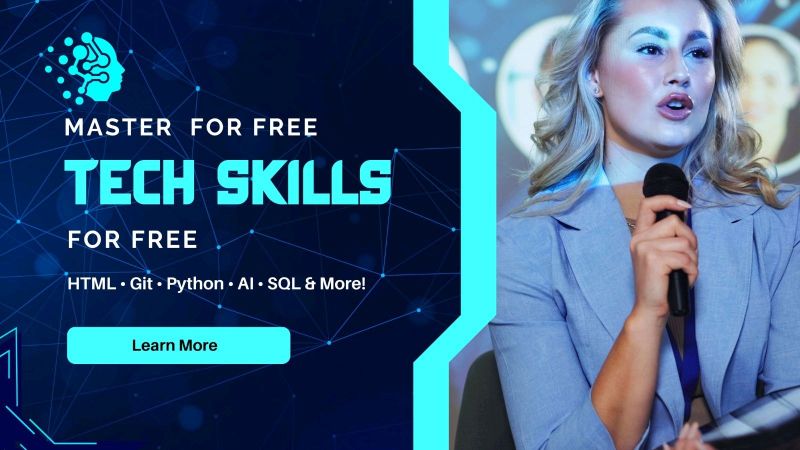 MASTER FOR FREE
TECH SKILLS
FOR FREE
HTML • Git • Python • AI • SQL & More!
Learn More